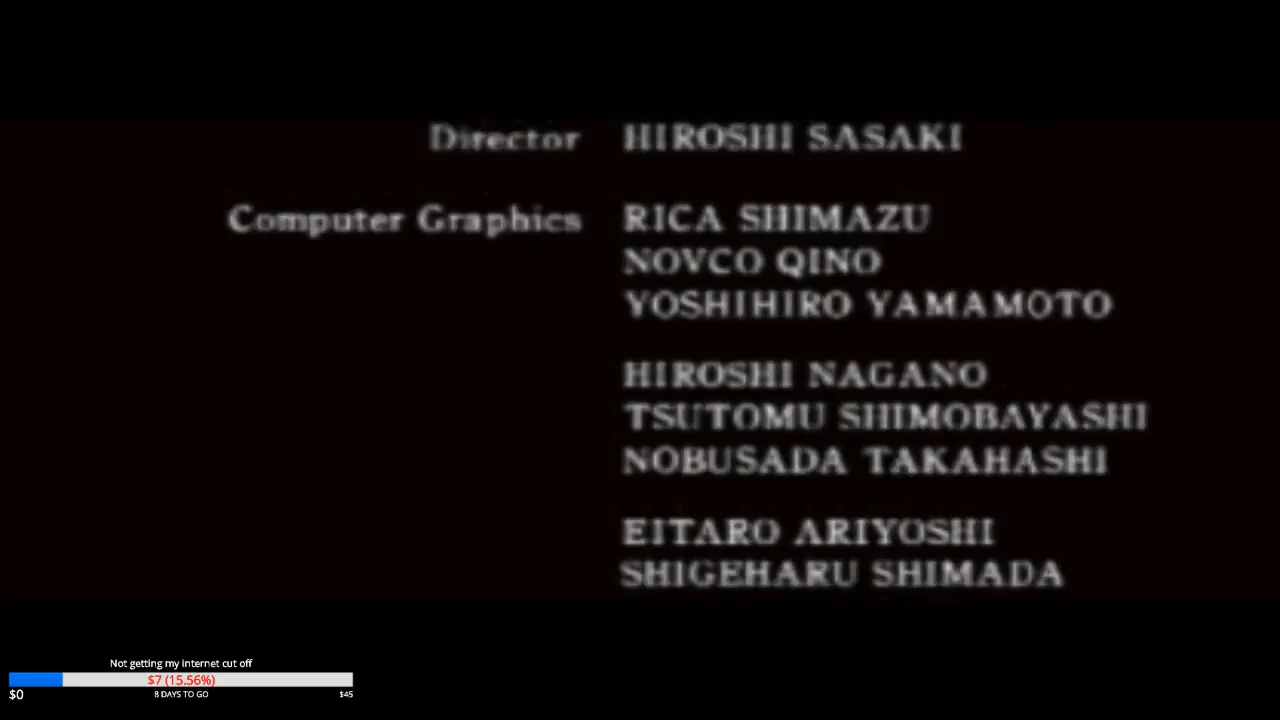 Director HIROSHI SASAKI
Computer Graphics RICA SHIMAZU
NOVCO QINO
YOSHIHIRO YAMAMOTO
HIROSHI NAGANO
TSUTOMU SHIMOBAYASHI
NOBUSADA TAKAHASHI
EITARO ARIYOSHI
SHIGEHARU SHIMADA
Not getting my internet cut off
$7 (15.56%)
$0 8 DAYS TO GO $45